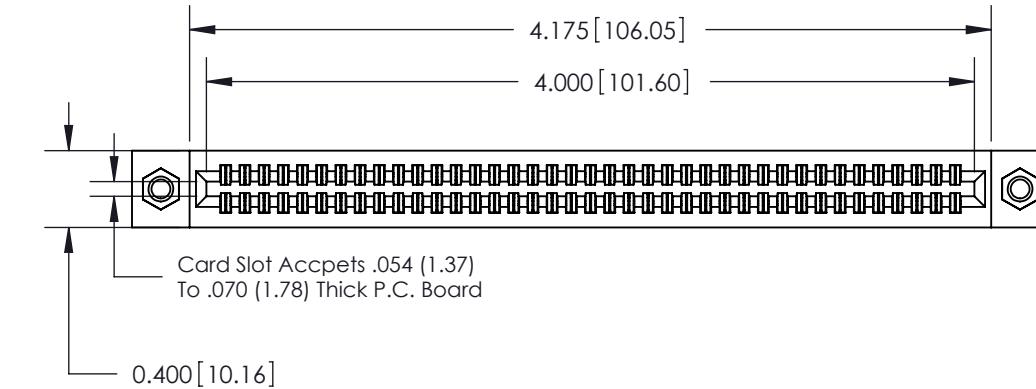 4.175[106.05]
4.000[101.60]
Card Slot Accpets .054 (1.37)
To .070 (1.78) Thick P.C. Board
0.400[10.16]